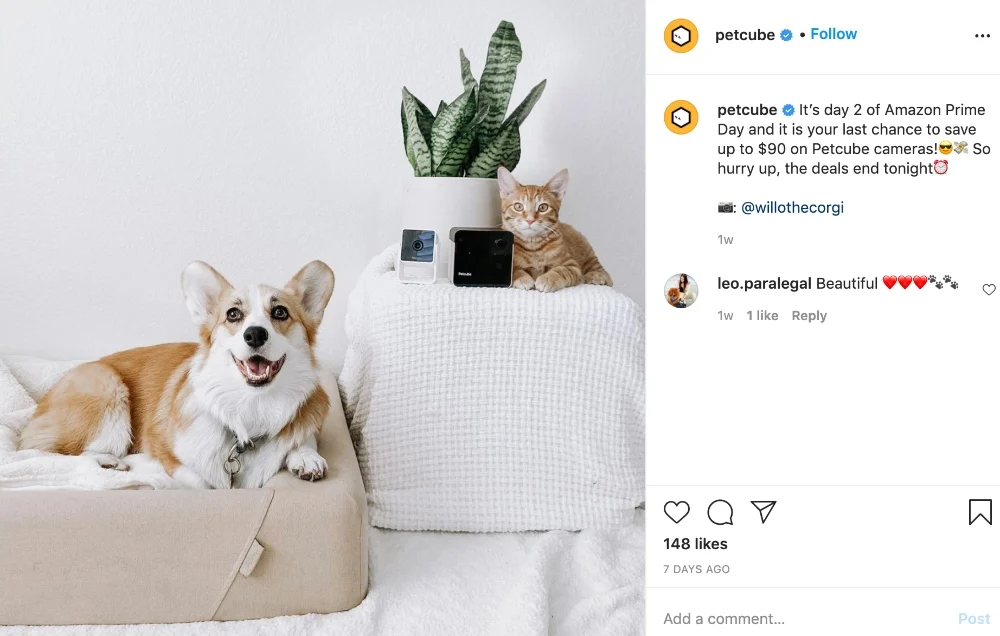 petcube • Follow
petcube It’s day 2 of Amazon Prime
Day and it is your last chance to save
up to $90 on Petcube cameras!😎💸 So
hurry up, the deals end tonight⏰
📷: @willothecorgi
1w
leo.paralegal Beautiful ❤️❤️❤️🐾🐾
1w 1 like Reply
148 likes
7 DAYS AGO
Add a comment... Post
Petcube